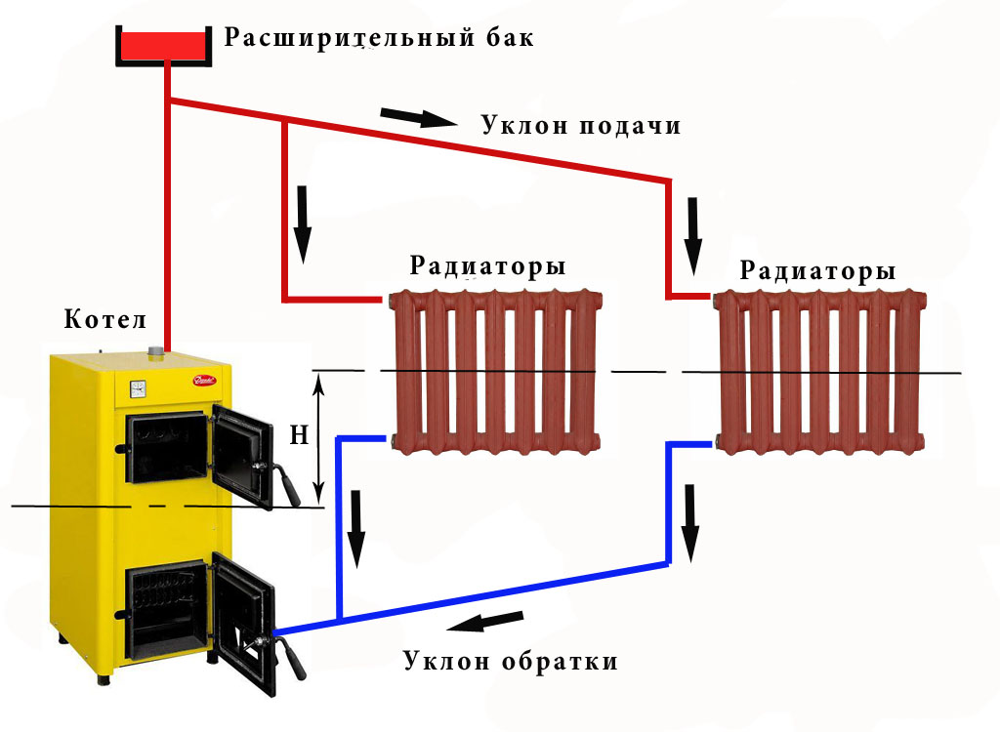 Расширительный бак
Уклон подачи
Радиаторы
Радиаторы
Котел
H
Уклон обратки